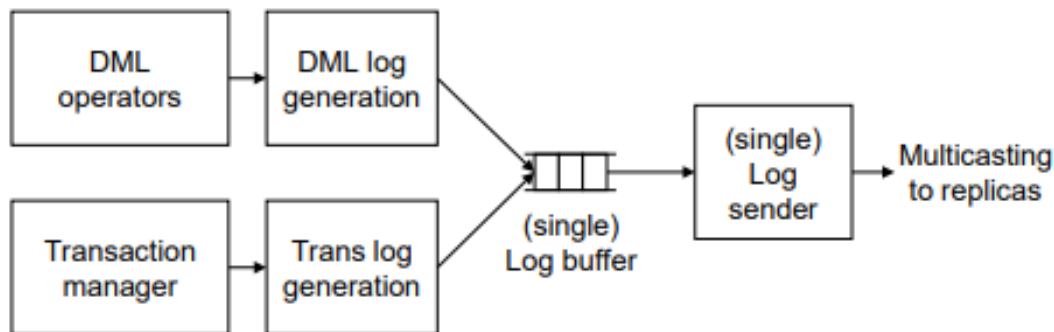 DML
operators
DML log
generation
Transaction
manager
Trans log
generation
(single)
Log buffer
(single)
Log
sender
Multicasting
to replicas